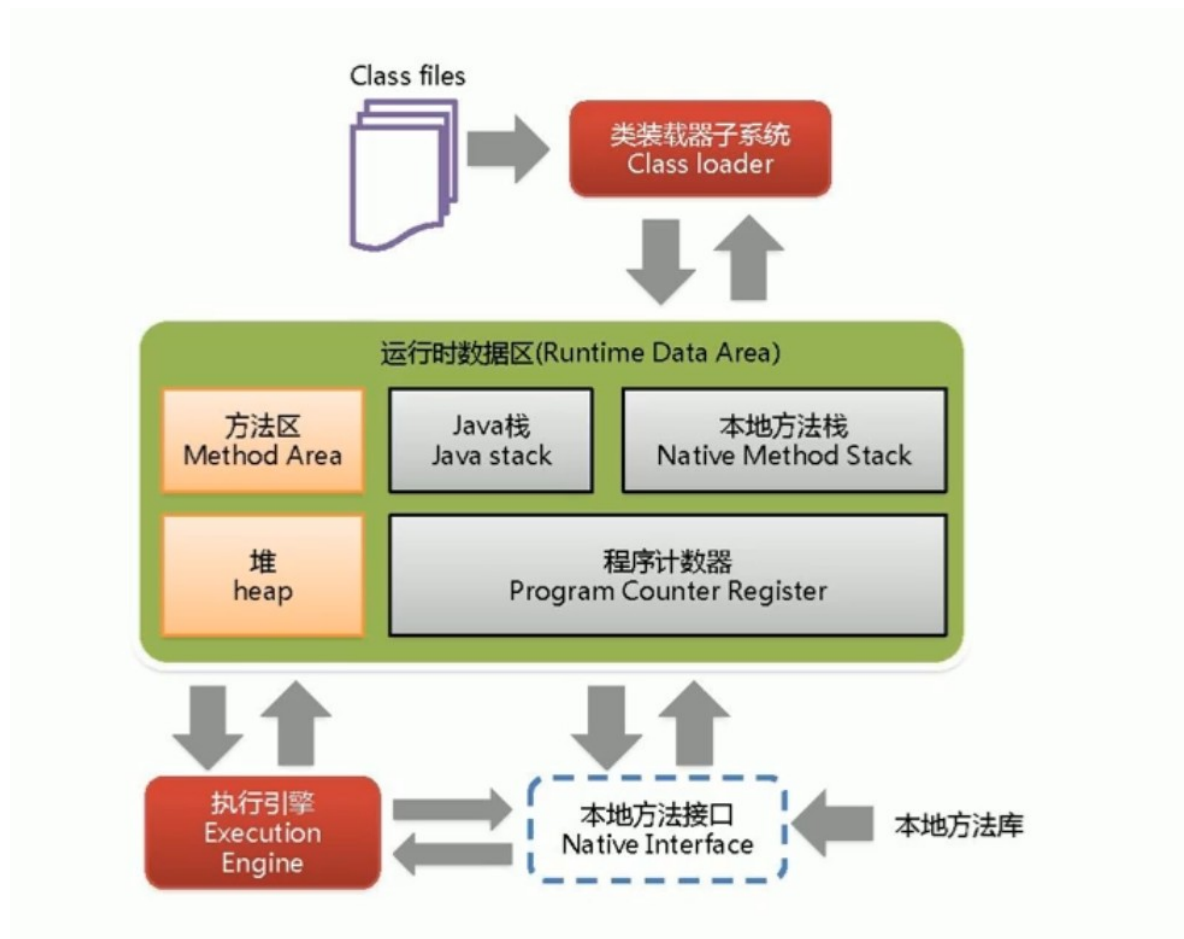 Class files
类装载器子系统
Class loader
运行时数据区(Runtime Data Area)
方法区
Method Area
Java栈
Java stack
本地方法栈
Native Method Stack
堆
heap
程序计数器
Program Counter Register
执行引擎
Execution
Engine
本地方法接口
Native Interface
本地方法库